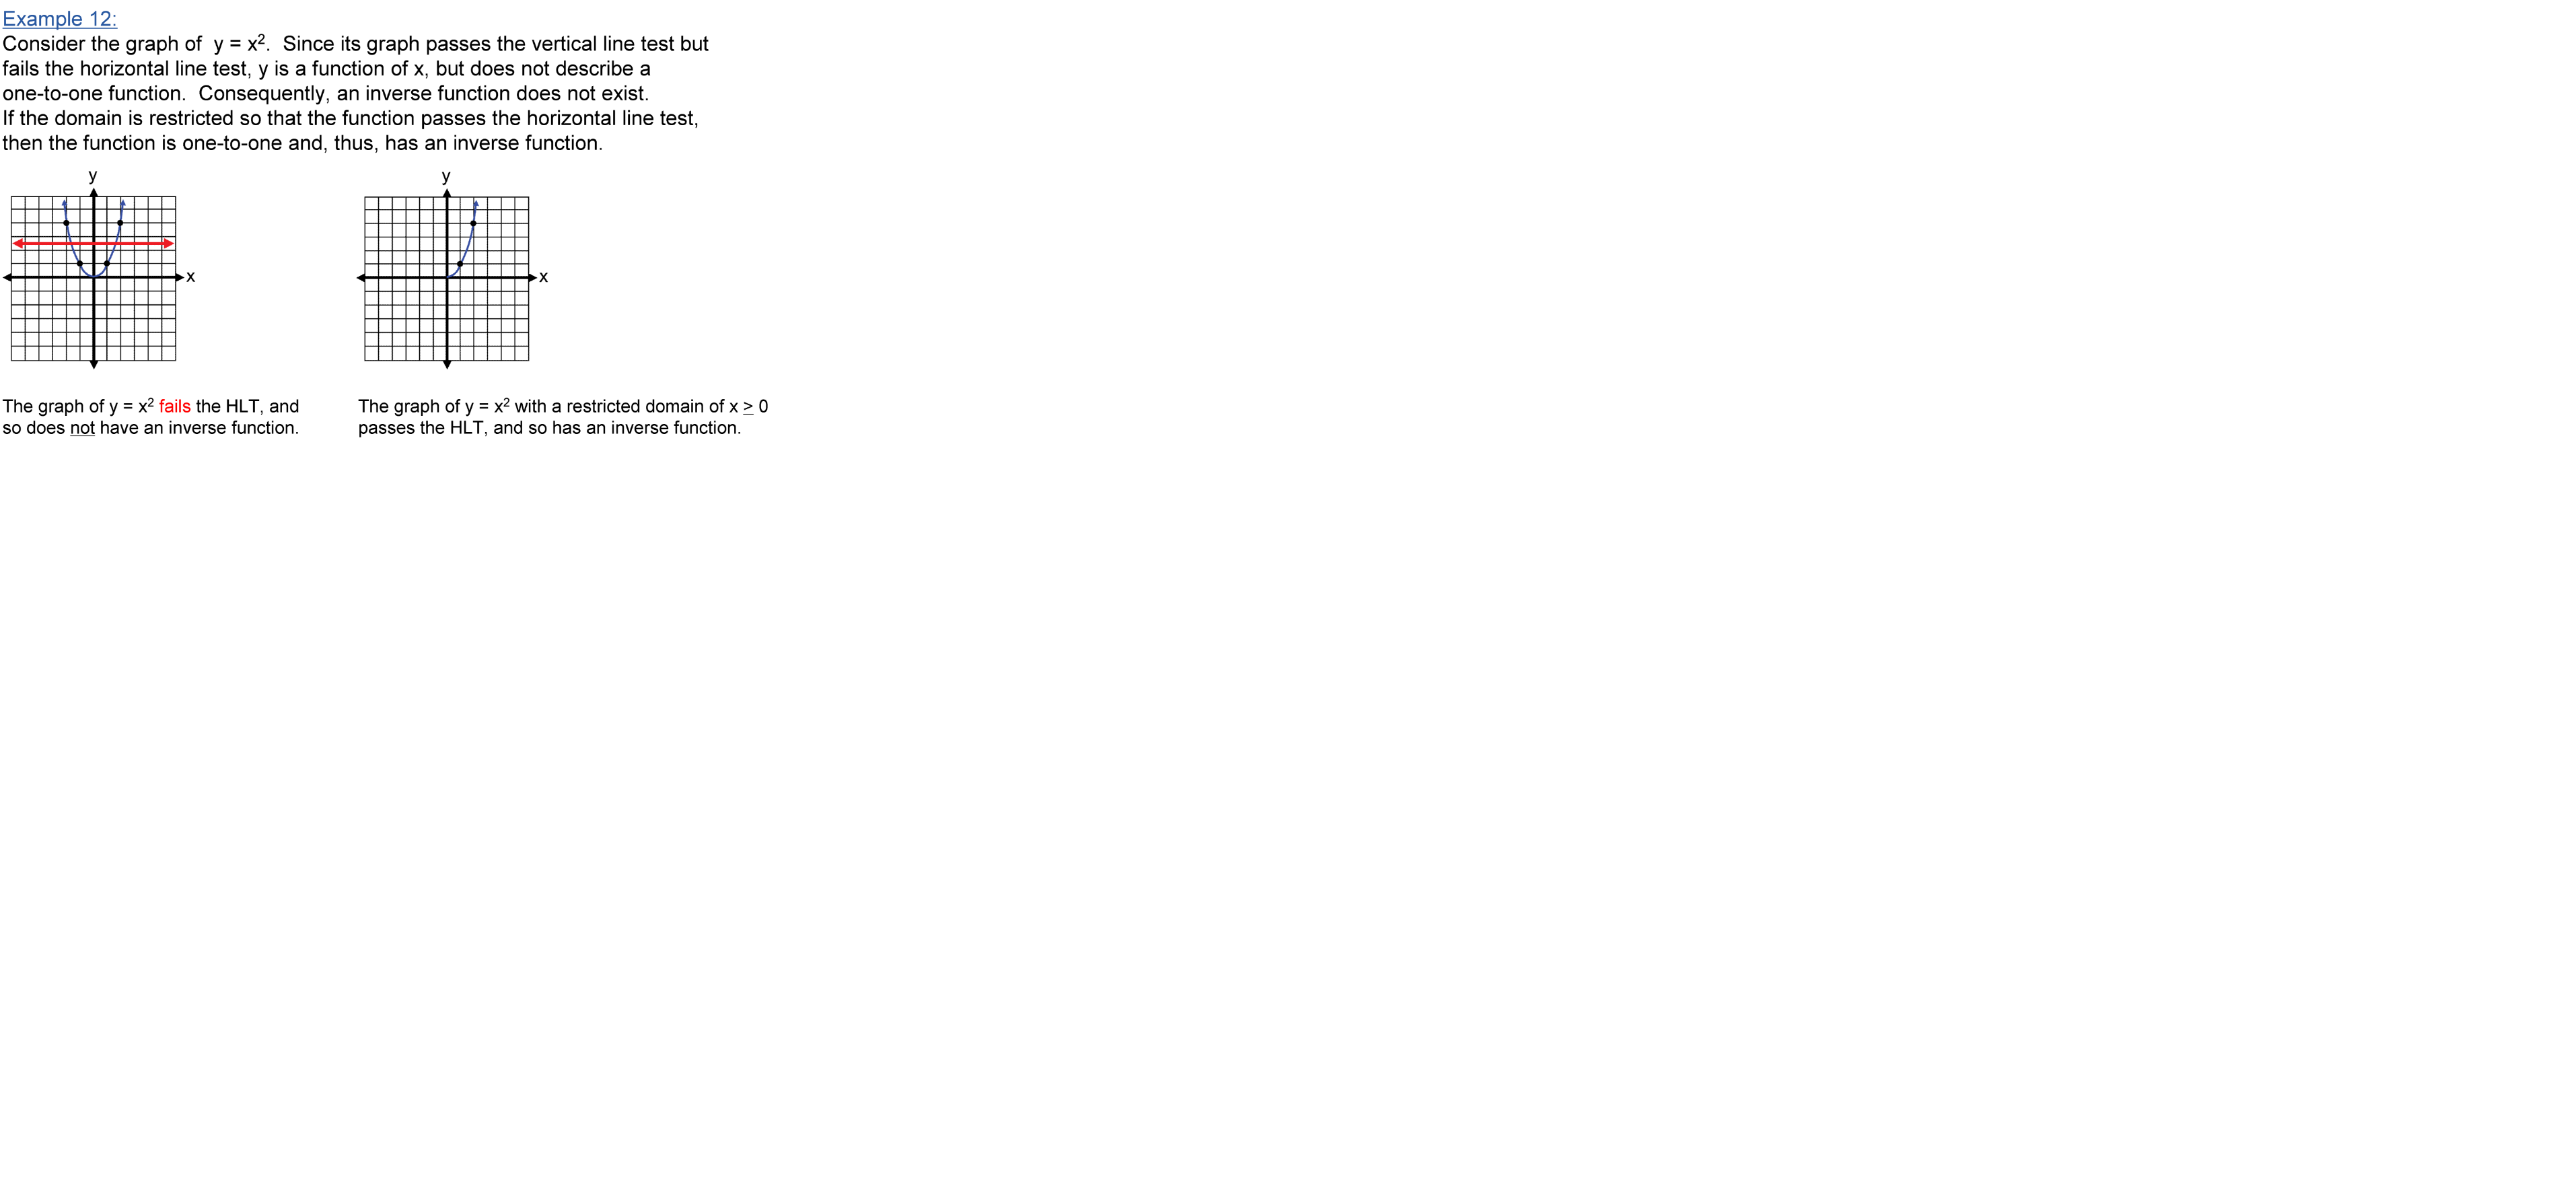 Example 12:
Consider the graph of  y = x².  Since its graph passes the vertical line test but
fails the horizontal line test, y is a function of x, but does not describe a
one-to-one function.  Consequently, an inverse function does not exist.
If the domain is restricted so that the function passes the horizontal line test,
then the function is one-to-one and, thus, has an inverse function.
y
x
y
x
The graph of y = x² fails the HLT, and
so does not have an inverse function.
The graph of y = x² with a restricted domain of x ≥ 0
passes the HLT, and so has an inverse function.